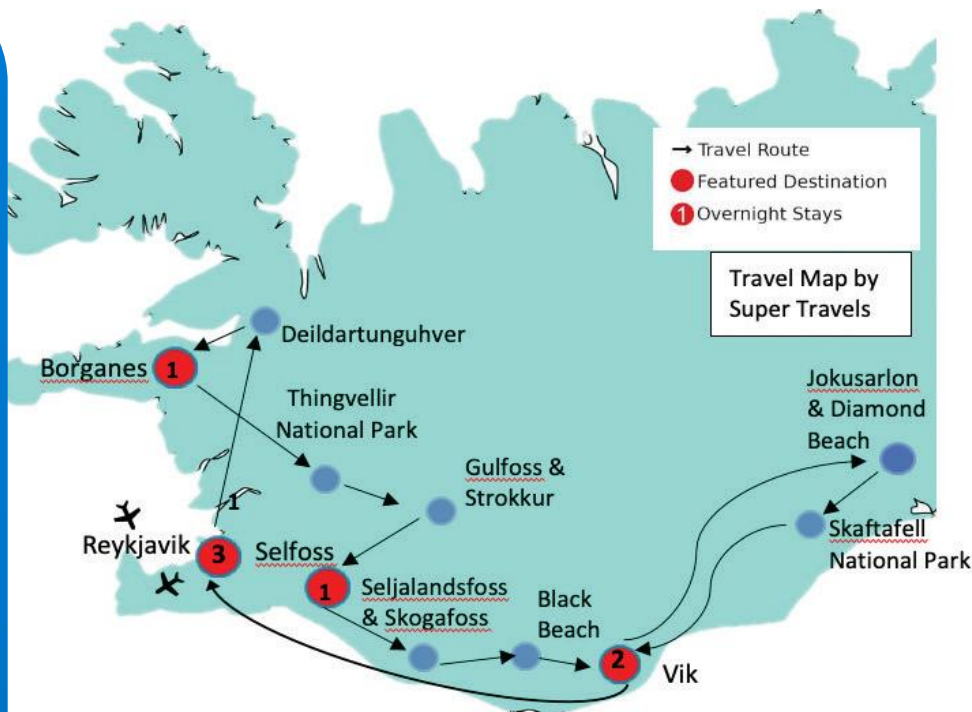 → Travel Route
Featured Destination
1 Overnight Stays
Travel Map by
Super Travels
Deildartunguhver
Borganes
1
Thingvellir
National Park
Jokusarlon
& Diamond
Beach
Gulfoss &
Strokkur
1
Reykjavik
3
Selfoss
1
Skaftafell
National Park
Seljalandsfoss
& Skogafoss
Black
Beach
2
Vik